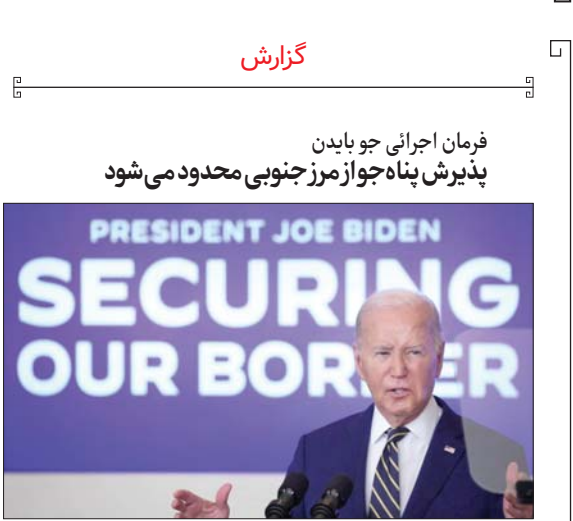 گزارش
فرمان اجرائی جو بایدن
پذیرش پناه‌جو از مرز جنوبی محدود می‌شود
PRESIDENT JOE BIDEN
SECURING
OUR BORDER